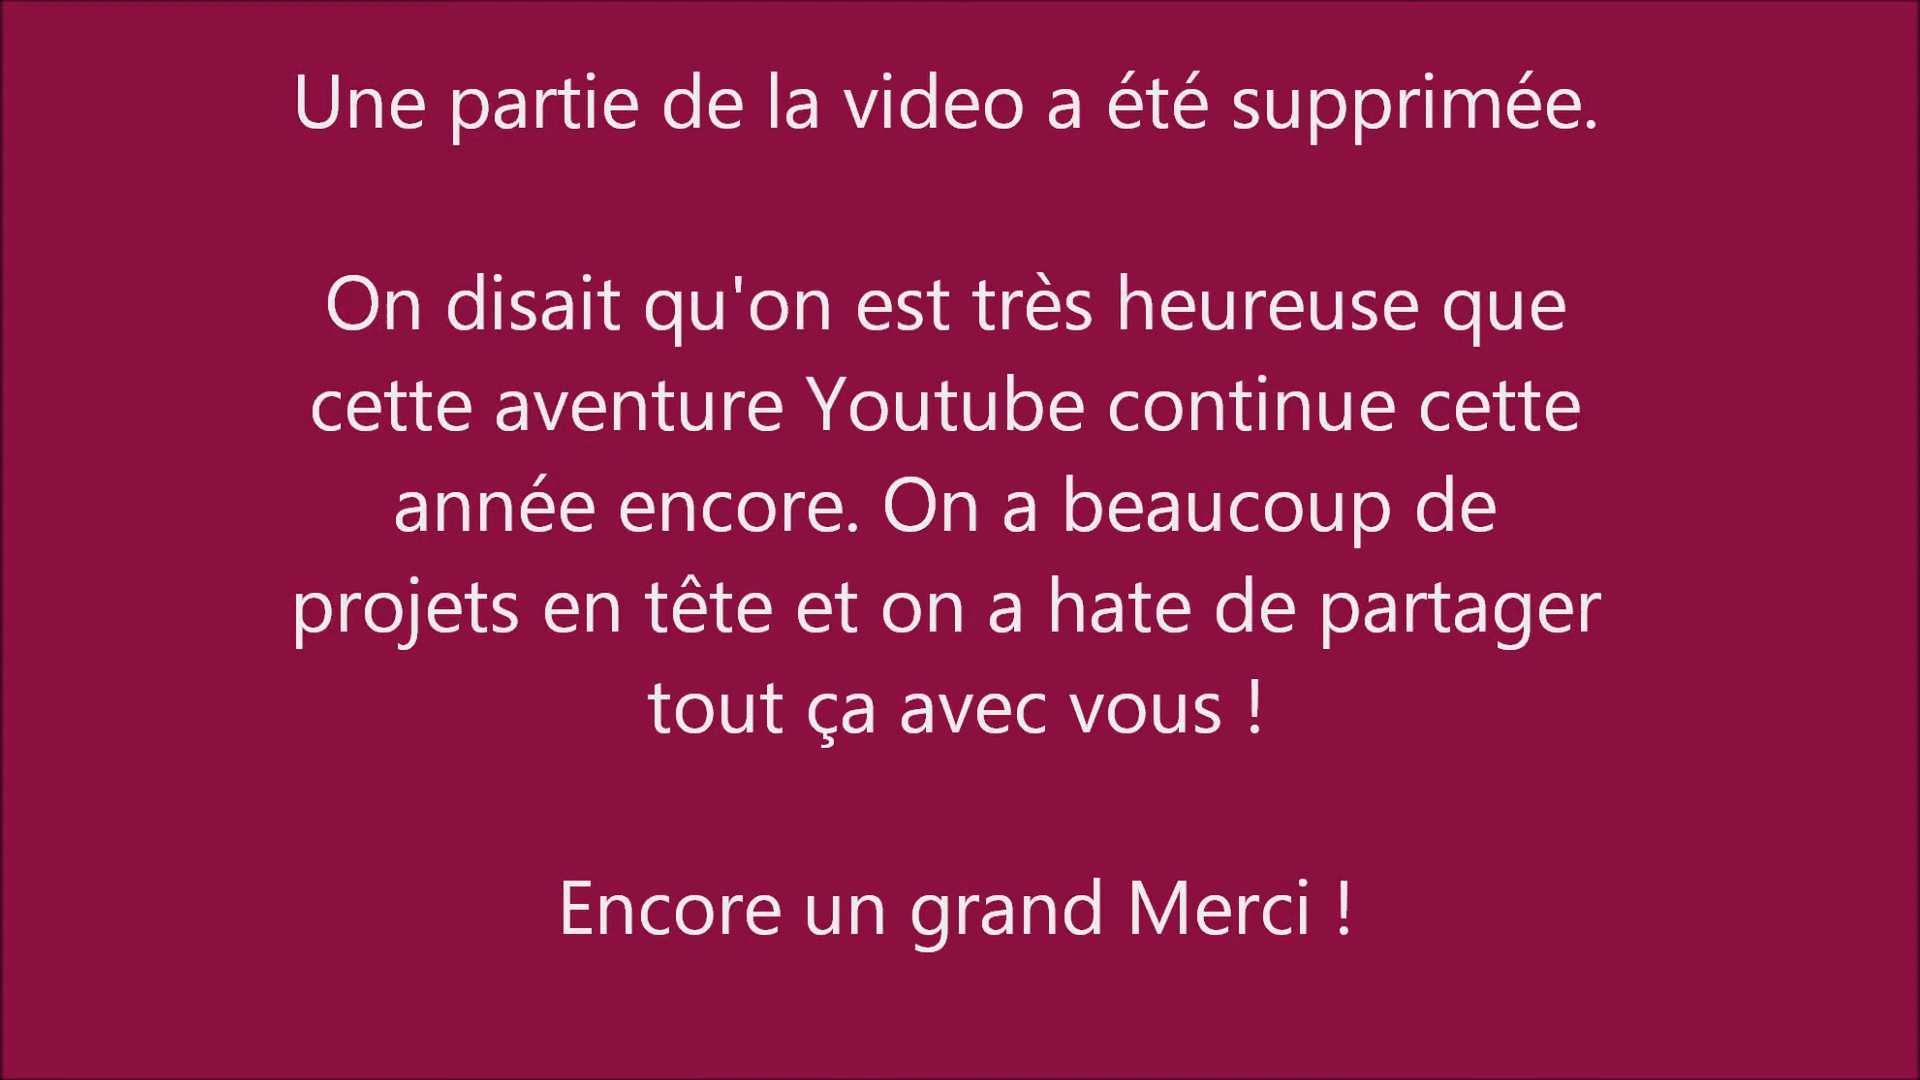 Une partie de la video a été supprimée.
On disait qu'on est très heureuse que
cette aventure Youtube continue cette
année encore. On a beaucoup de
projets en tête et on a hate de partager
tout ça avec vous !
Encore un grand Merci !